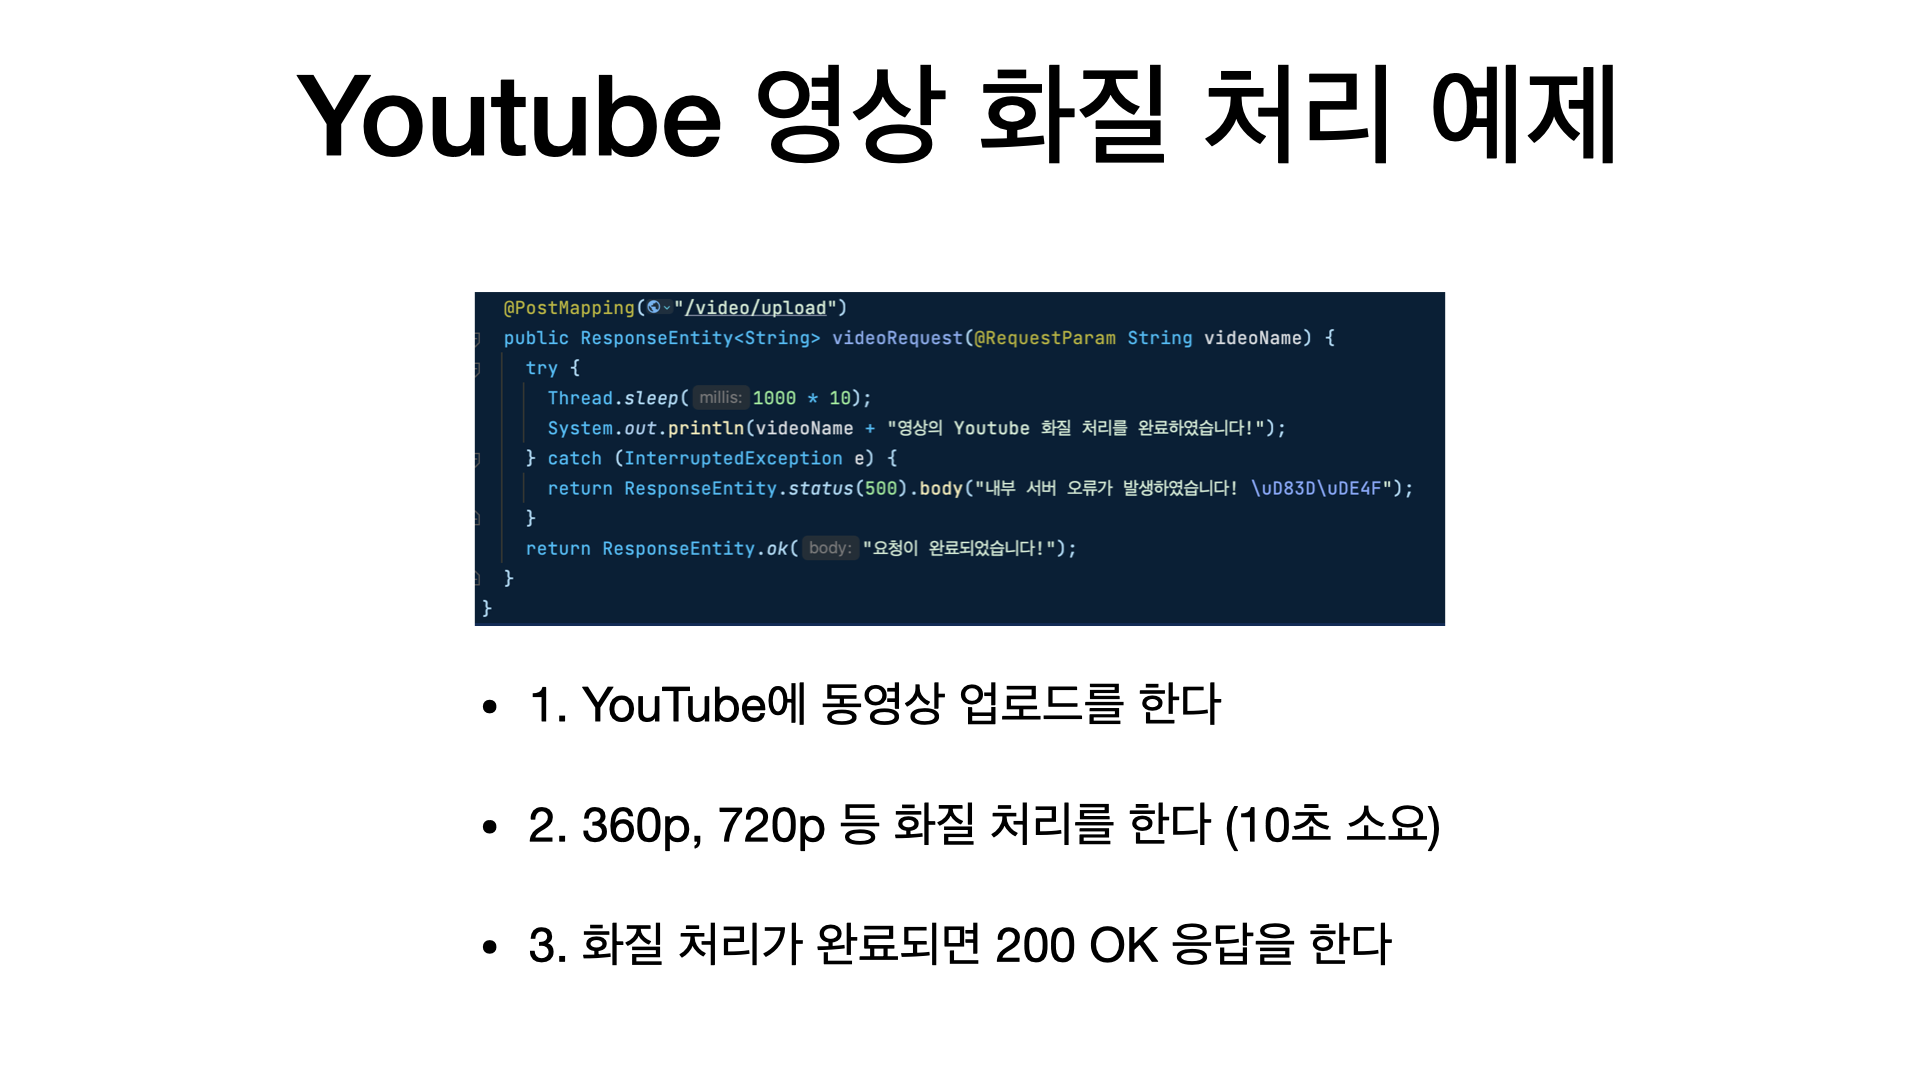 Youtube 영상 화질 처리 예제
@PostMapping("/video/upload")
public ResponseEntity<String> videoRequest(@RequestParam String videoName) {
try {
Thread.sleep( millis: 1000 * 10);
System.out.println(videoName + "영상의 Youtube 화질 처리를 완료하였습니다!");
} catch (InterruptedException e) {
return ResponseEntity.status(500).body("내부 서버 오류가 발생하였습니다! \uD83D\uDE4F");
}
return ResponseEntity.ok( body: "요청이 완료되었습니다!");
}
}
• 1. YouTube에 동영상 업로드를 한다
• 2. 360p, 720p 등 화질 처리를 한다 (10초 소요)
• 3. 화질 처리가 완료되면 200 OK 응답을 한다